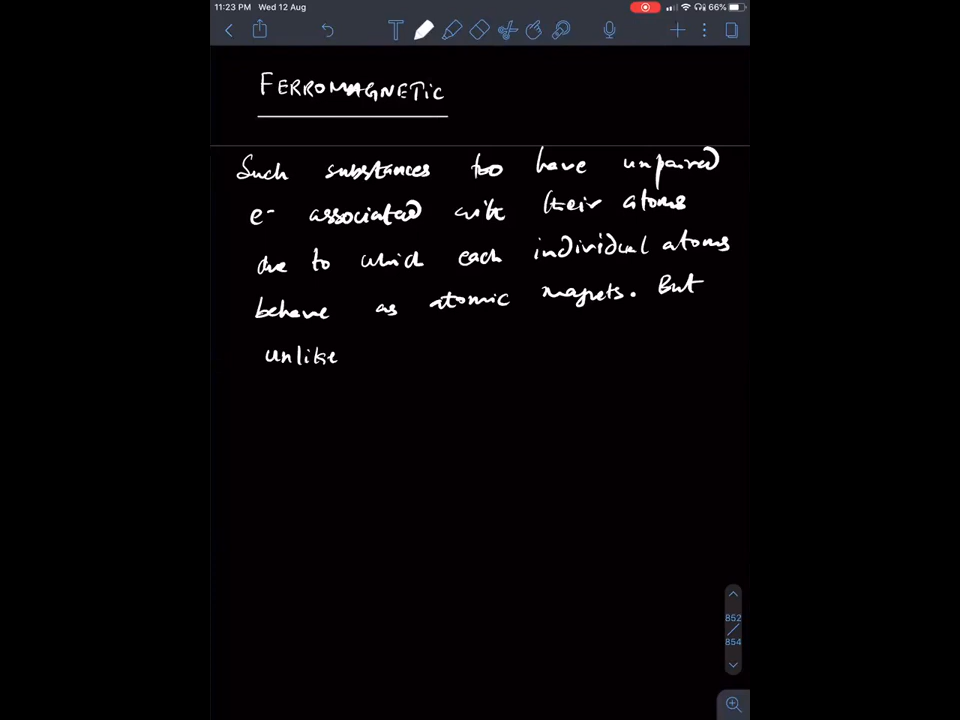 11:23 PM Wed 12 Aug 66%
FERROMAGNETIC
Such substances too have unpaired
e- associated with their atoms
due to which each individual atoms
behave as atomic magnets. But
unlike
852
854